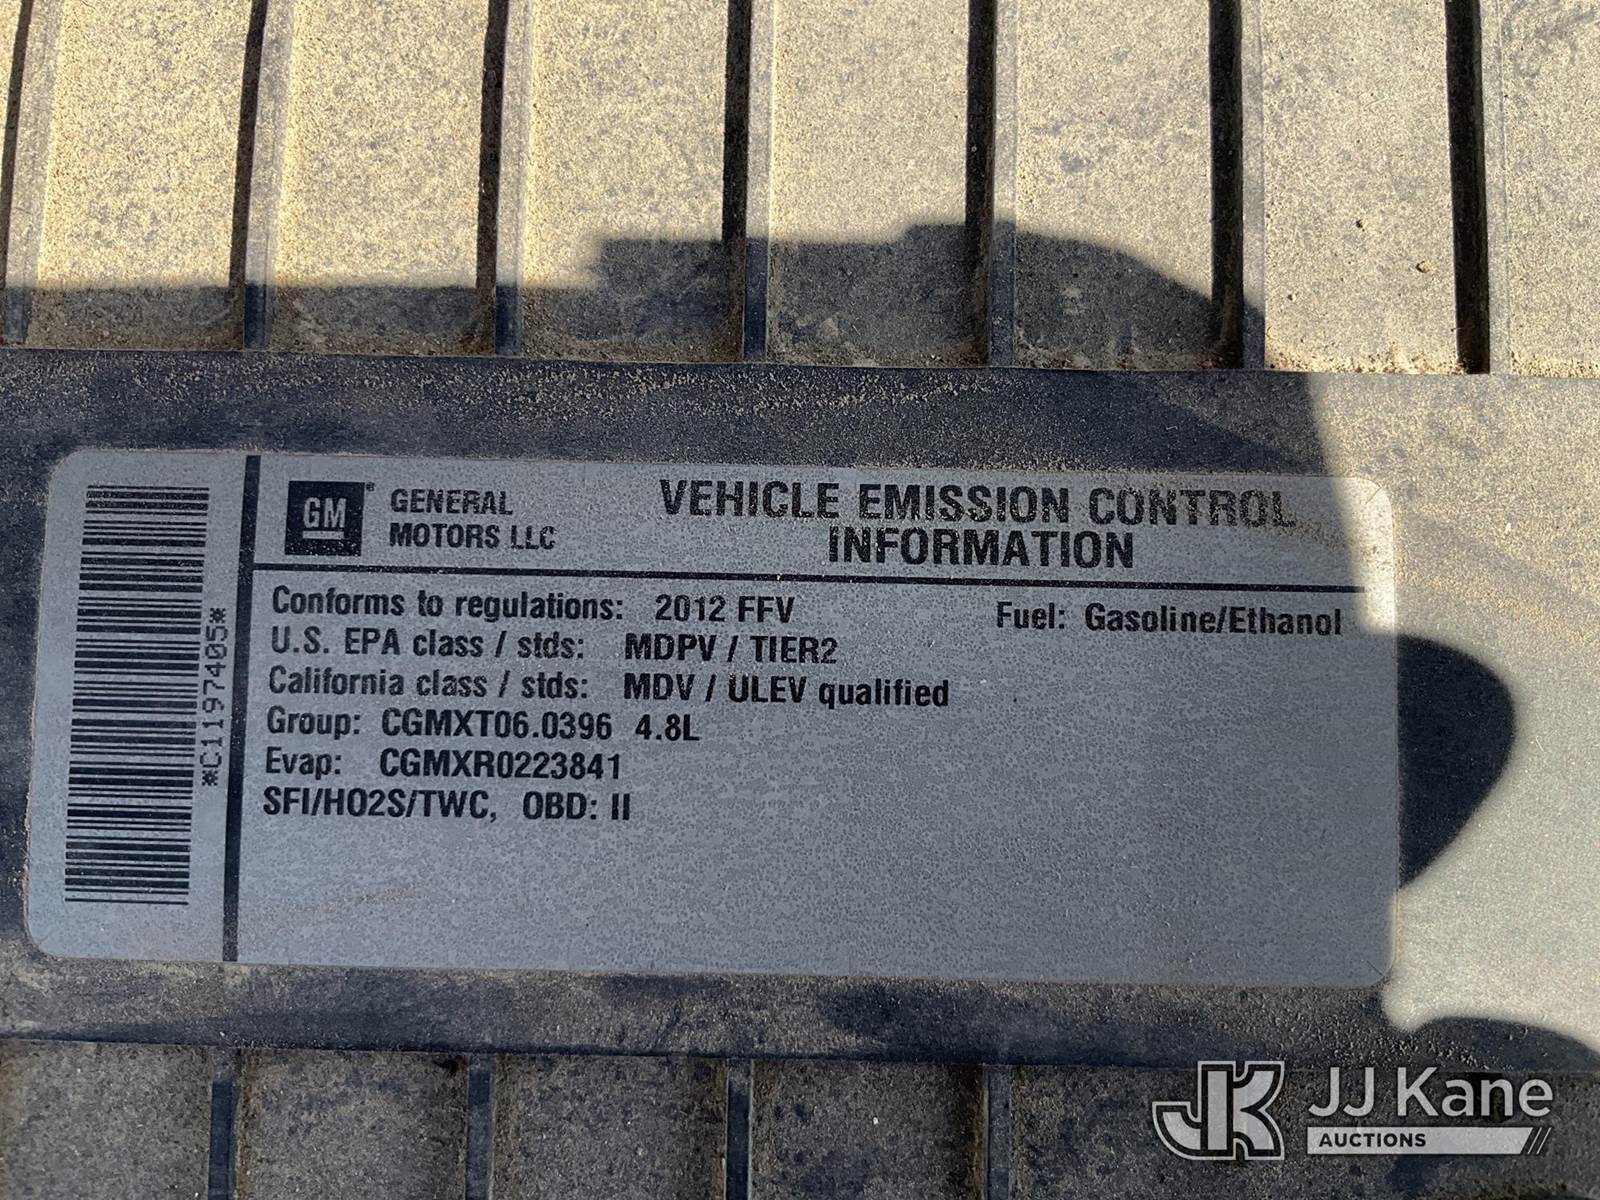 GM® GENERAL
MOTORS LLC
VEHICLE EMISSION CONTROL
INFORMATION
Conforms to regulations: 2012 FFV Fuel: Gasoline/Ethanol
U.S. EPA class / stds: MDPV / TIER2
California class / stds: MDV / ULEV qualified
Group: CGMXT06.0396 4.8L
Evap: CGMXR0223841
SFI/HO2S/TWC, OBD: II
*C1197405*
JK JJ Kane
AUCTIONS